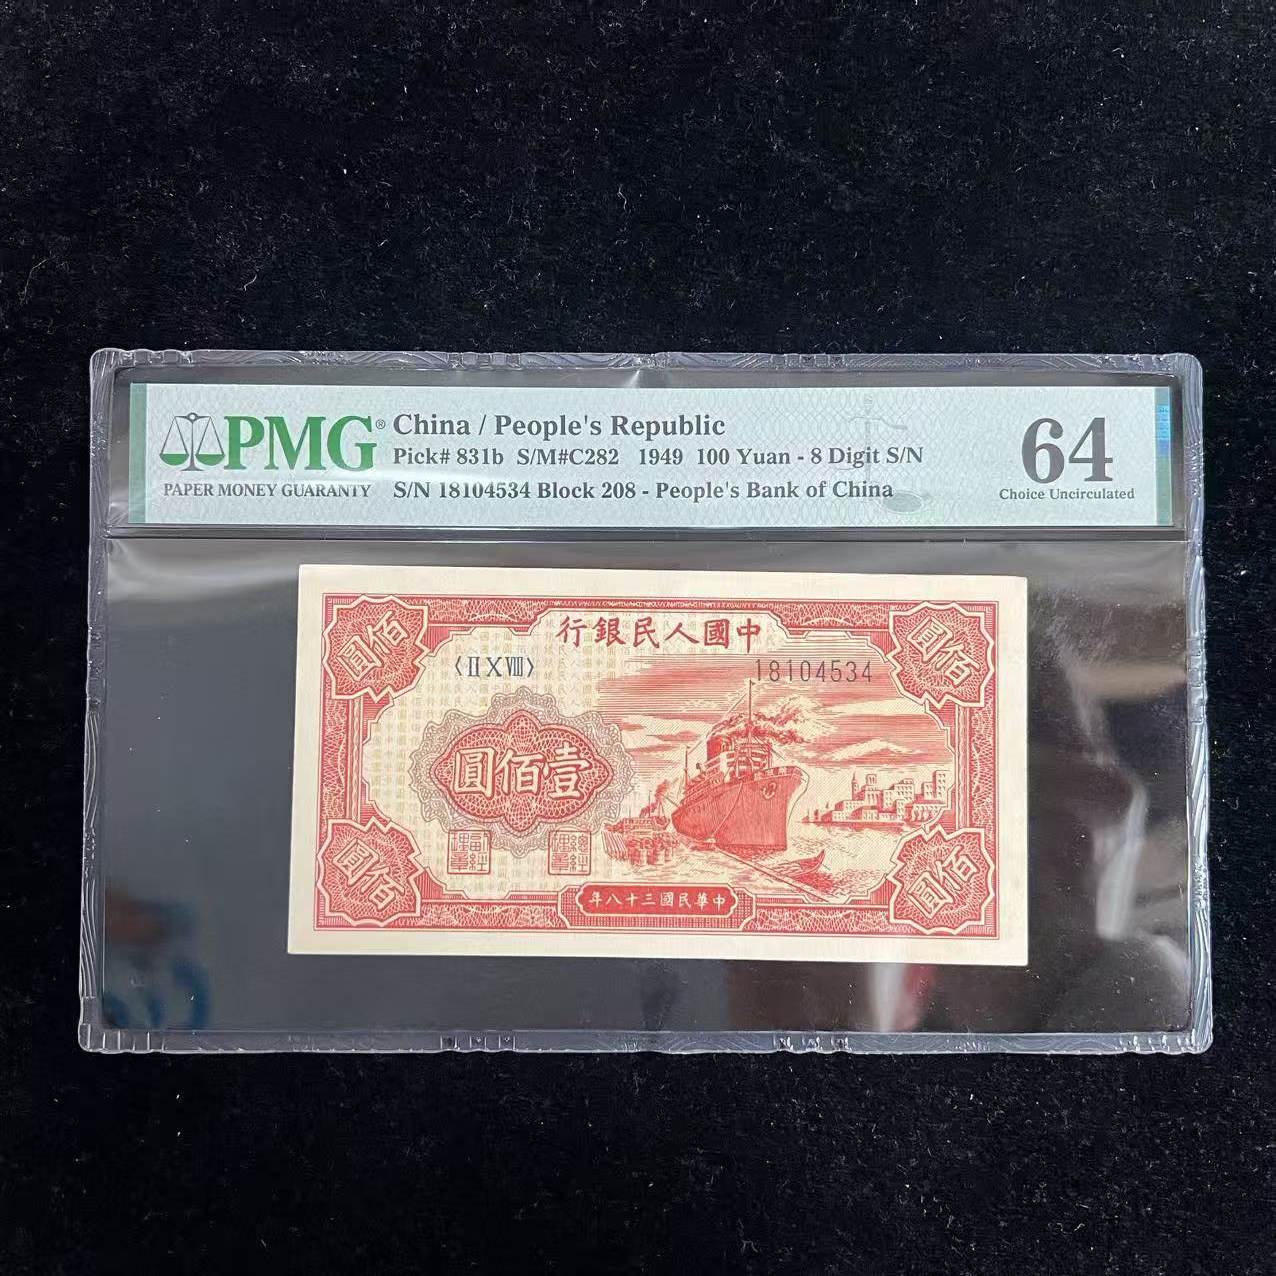 PMG®
PAPER MONEY GUARANTY
China / People's Republic
Pick# 831b S/M#C282 1949 100 Yuan - 8 Digit S/N
S/N 18104534 Block 208 - People's Bank of China
64
Choice Uncirculated
行銀民人國中
〈ⅡⅩⅧ〉
18104534
圓佰
圓佰
圓佰壹
圓佰
圓佰
年八十三國民華中